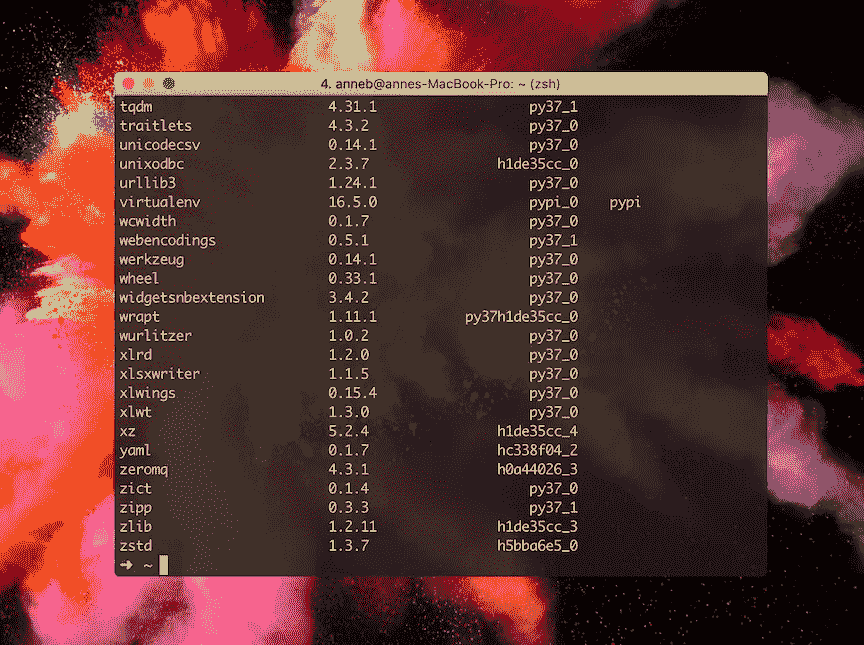 4. anneb@annes-MacBook-Pro: ~ (zsh)
tqdm 4.31.1 py37_1
traitlets 4.3.2 py37_0
unicodecsv 0.14.1 py37_0
unixodbc 2.3.7 h1de35cc_0
urllib3 1.24.1 py37_0
virtualenv 16.5.0 pypi_0 pypi
wcwidth 0.1.7 py37_0
webencodings 0.5.1 py37_1
werkzeug 0.14.1 py37_0
wheel 0.33.1 py37_0
widgetsnbextension 3.4.2 py37_0
wrapt 1.11.1 py37h1de35cc_0
wurlitzer 1.0.2 py37_0
xlrd 1.2.0 py37_0
xlsxwriter 1.1.5 py37_0
xlwings 0.15.4 py37_0
xlwt 1.3.0 py37_0
xz 5.2.4 h1de35cc_4
yaml 0.1.7 hc338f04_2
zeromq 4.3.1 h0a44026_3
zict 0.1.4 py37_0
zipp 0.3.3 py37_1
zlib 1.2.11 h1de35cc_3
zstd 1.3.7 h5bba6e5_0
➜ ~